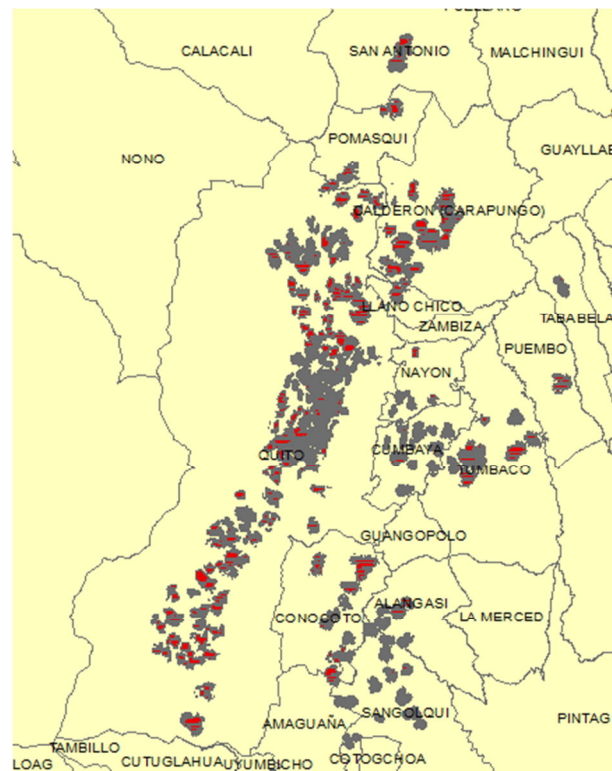 CALACALI
SAN ANTONIO
MALCHINGUI
POMASQUI
NONO
GUAYLLAB
CALDERON (CARAPUNGO)
LLANO CHICO
ZAMBIZA
TABABELA
PUEMBO
NAYON
CUMBAYA
QUITO
TUMBACO
GUANGOPOLO
ALANGASI
CONOCOTO
LA MERCED
SANGOLQUI
PINTAG
AMAGUAÑA
TAMBILLO
LOAG
CUTUGLAHUA
UYUMBICHO
COTOGCHOA